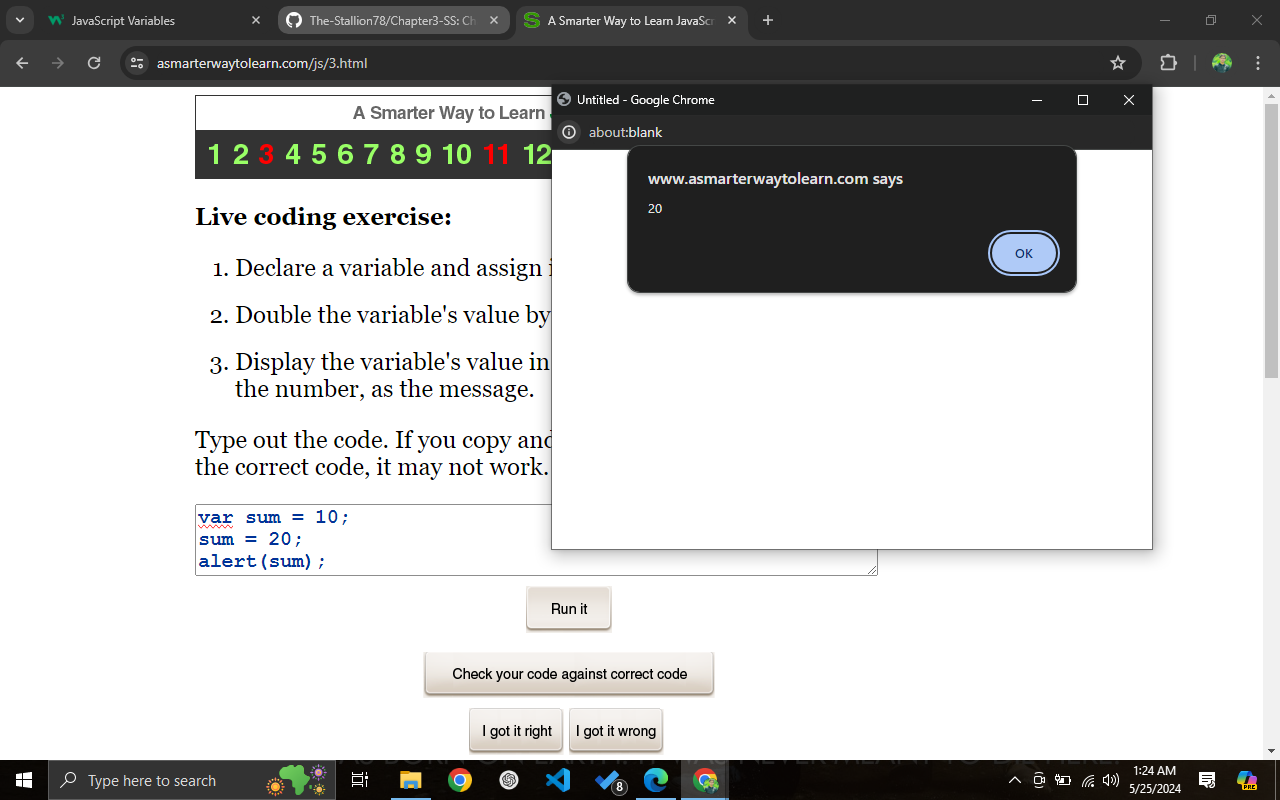 JavaScript Variables
The-Stallion78/Chapter3-SS: Ch
A Smarter Way to Learn JavaScr
asmarterwaytolearn.com/js/3.html
A Smarter Way to Learn
1 2 3 4 5 6 7 8 9 10 11 12
Untitled - Google Chrome
about:blank
www.asmarterwaytolearn.com says
20
OK
Live coding exercise:
1. Declare a variable and assign
2. Double the variable's value by
3. Display the variable's value in
the number, as the message.
Type out the code. If you copy and
the correct code, it may not work.
var sum = 10;
sum = 20;
alert(sum);
Run it
Check your code against correct code
I got it right
I got it wrong
Type here to search
8
PRE
1:24 AM
5/25/2024